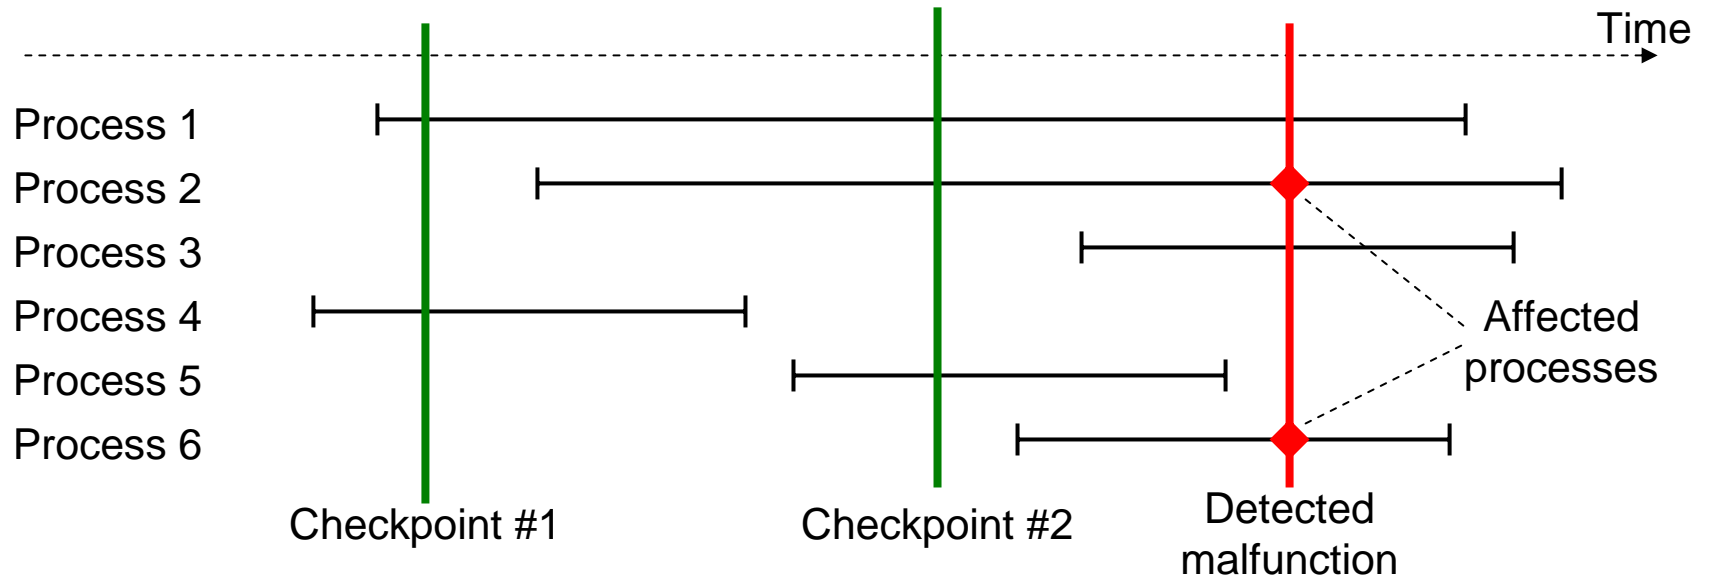 Time
Process 1
Process 2
Process 3
Process 4
Process 5
Process 6
Affected
processes
Checkpoint #1
Checkpoint #2
Detected
malfunction